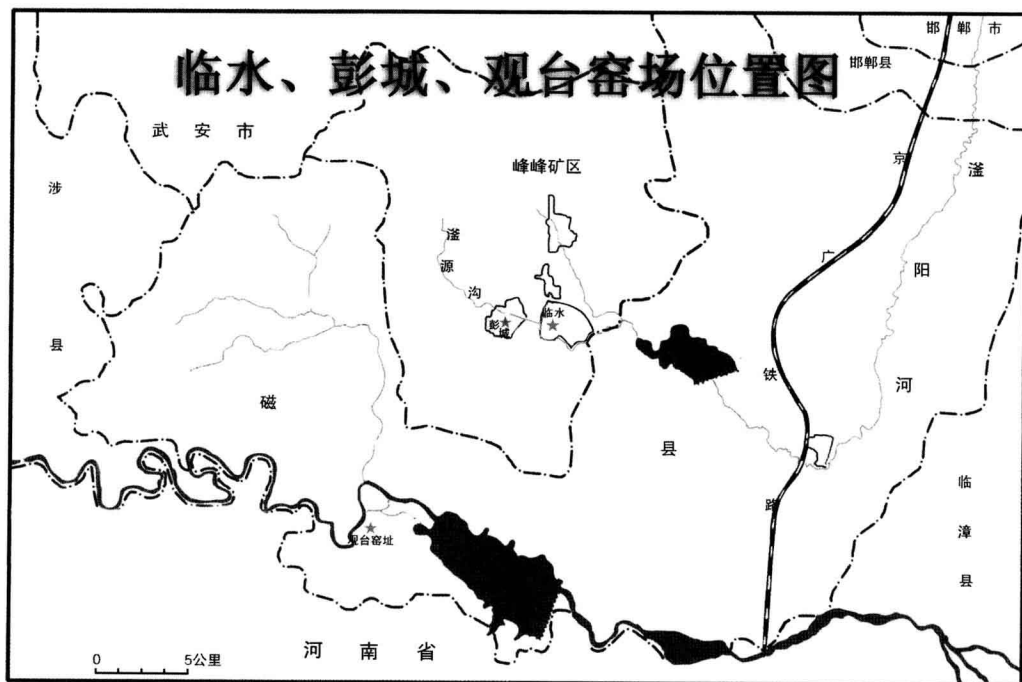 临水、彭城、观台窑场位置图
邯郸市
邯郸县
武安市
涉县
峰峰矿区
滏源沟
彭城
临水
磁县
京广铁路
滏阳河
临漳县
观台窑址
河南省
0 5公里